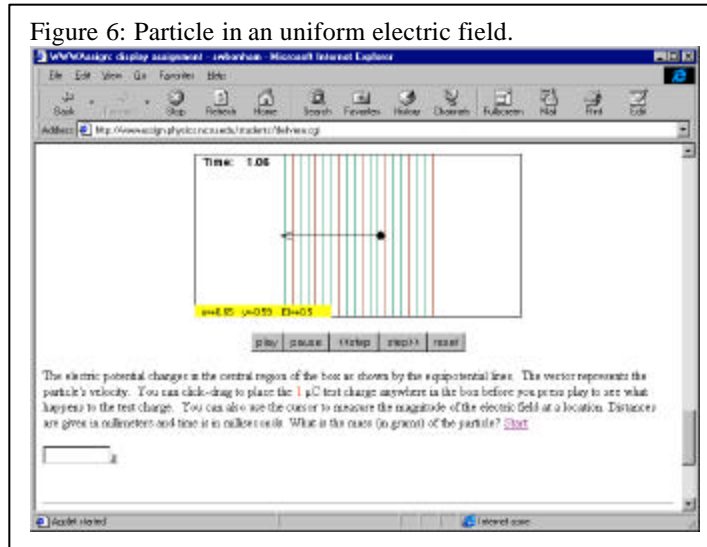 Figure 6: Particle in an uniform electric field.
WWWAssign: display assignment - Microsoft Internet Explorer
File Edit View Go Favorites Help
Back Stop Refresh Home Search Favorites History Channels Fullscreen Mail Print Edit
Address
Time: 1.06
play pause <<step step>> reset
The electric potential changes in the central region of the box as shown by the equipotential lines. The vector represents the
particle's velocity. You can click-drag to place the 1 μC test charge anywhere in the box before you press play to see what
happens to the test charge. You can also use the cursor to measure the magnitude of the electric field at a location. Distances
are given in millimeters and time is in milliseconds. What is the mass (in grams) of the particle? Start
g
Applet started Internet zone